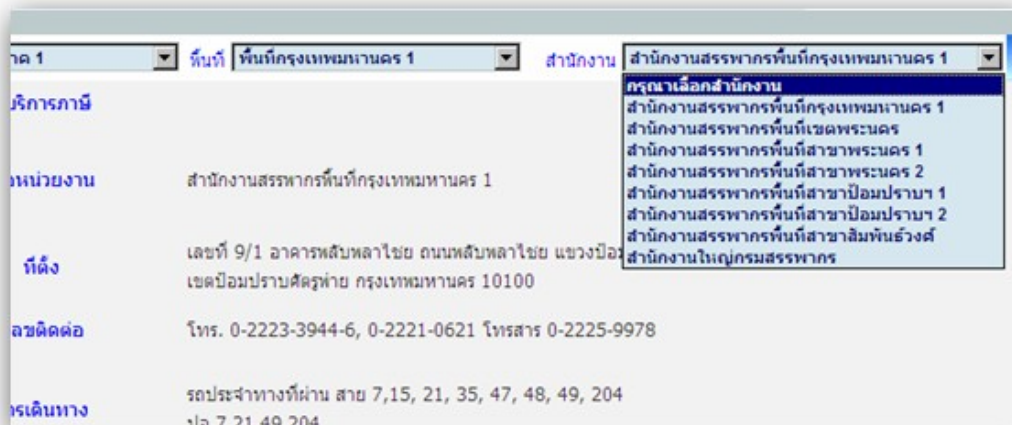 าค 1 พื้นที่ พื้นที่กรุงเทพมหานคร 1 สำนักงาน สำนักงานสรรพากรพื้นที่กรุงเทพมหานคร 1
กรุณาเลือกสำนักงาน
สำนักงานสรรพากรพื้นที่กรุงเทพมหานคร 1
สำนักงานสรรพากรพื้นที่เขตพระนคร
สำนักงานสรรพากรพื้นที่สาขาพระนคร 1
สำนักงานสรรพากรพื้นที่สาขาพระนคร 2
สำนักงานสรรพากรพื้นที่สาขาป้อมปราบฯ 1
สำนักงานสรรพากรพื้นที่สาขาป้อมปราบฯ 2
สำนักงานสรรพากรพื้นที่สาขาสัมพันธ์วงศ์
สำนักงานใหญ่กรมสรรพากร
บริการภาษี
หน่วยงาน สำนักงานสรรพากรพื้นที่กรุงเทพมหานคร 1
ที่ตั้ง เลขที่ 9/1 อาคารพลับพลาไชย ถนนพลับพลาไชย แขวงป้อม
เขตป้อมปราบศัตรูพ่าย กรุงเทพมหานคร 10100
ลขติดต่อ โทร. 0-2223-3944-6, 0-2221-0621 โทรสาร 0-2225-9978
รเดินทาง รถประจำทางที่ผ่าน สาย 7,15, 21, 35, 47, 48, 49, 204
ปอ 7,21,49,204